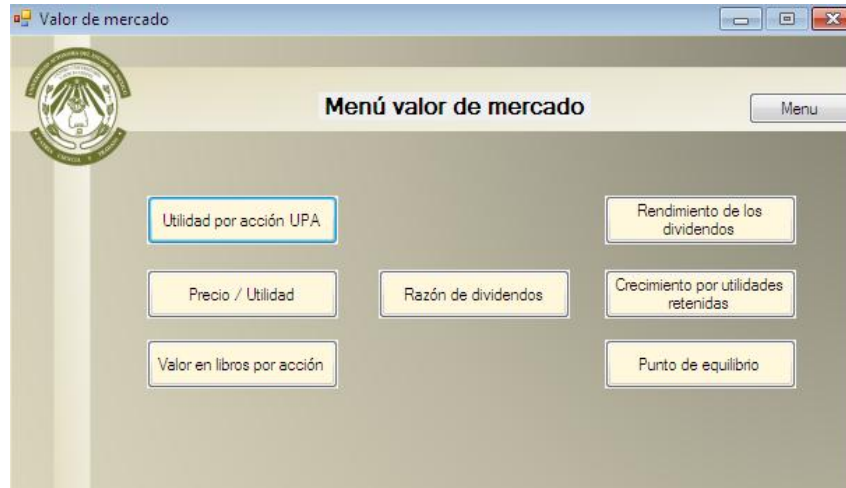 Valor de mercado
Menú valor de mercado
Menu
Utilidad por acción UPA
Rendimiento de los
dividendos
Precio / Utilidad
Razón de dividendos
Crecimiento por utilidades
retenidas
Valor en libros por acción
Punto de equilibrio